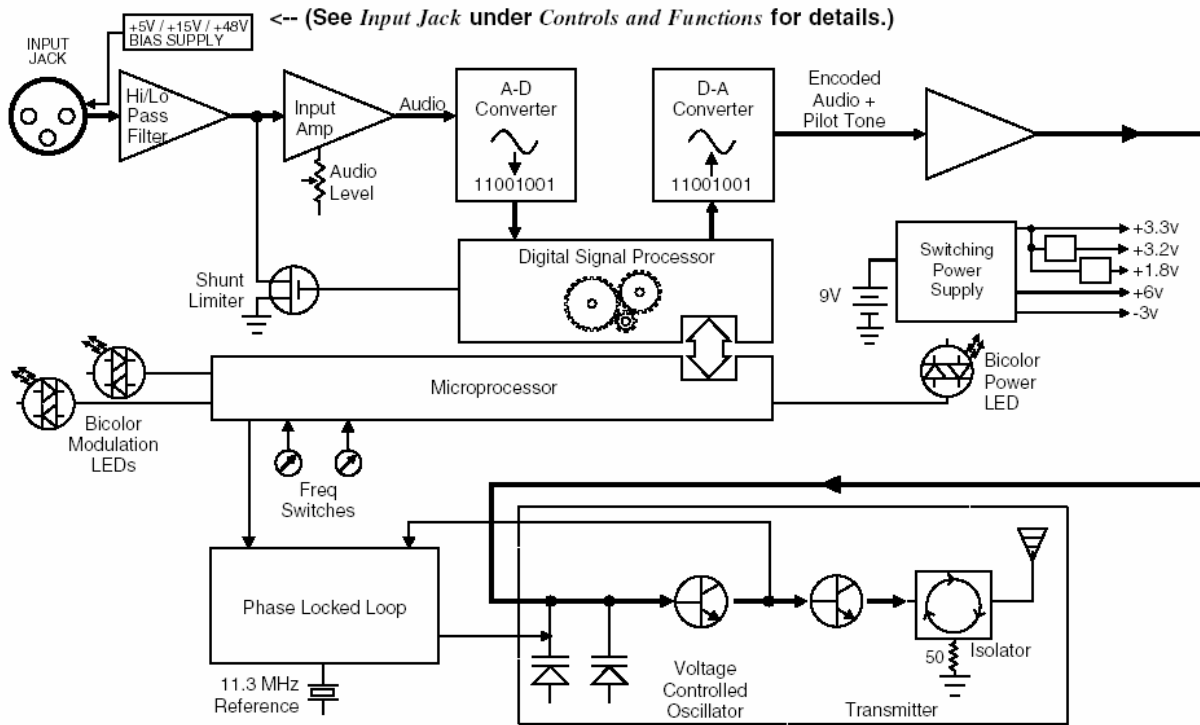 <-- (See Input Jack under Controls and Functions for details.)
+5V / +15V / +48V
BIAS SUPPLY
INPUT
JACK
Hi/Lo
Pass
Filter
Input
Amp
Audio
Audio
Level
A-D
Converter
11001001
D-A
Converter
11001001
Encoded
Audio +
Pilot Tone
Digital Signal Processor
Shunt
Limiter
9V
Switching
Power
Supply
+3.3v
+3.2v
+1.8v
+6v
-3v
Microprocessor
Bicolor
Power
LED
Bicolor
Modulation
LEDs
Freq
Switches
Phase Locked Loop
11.3 MHz
Reference
Voltage
Controlled
Oscillator
50
Isolator
Transmitter